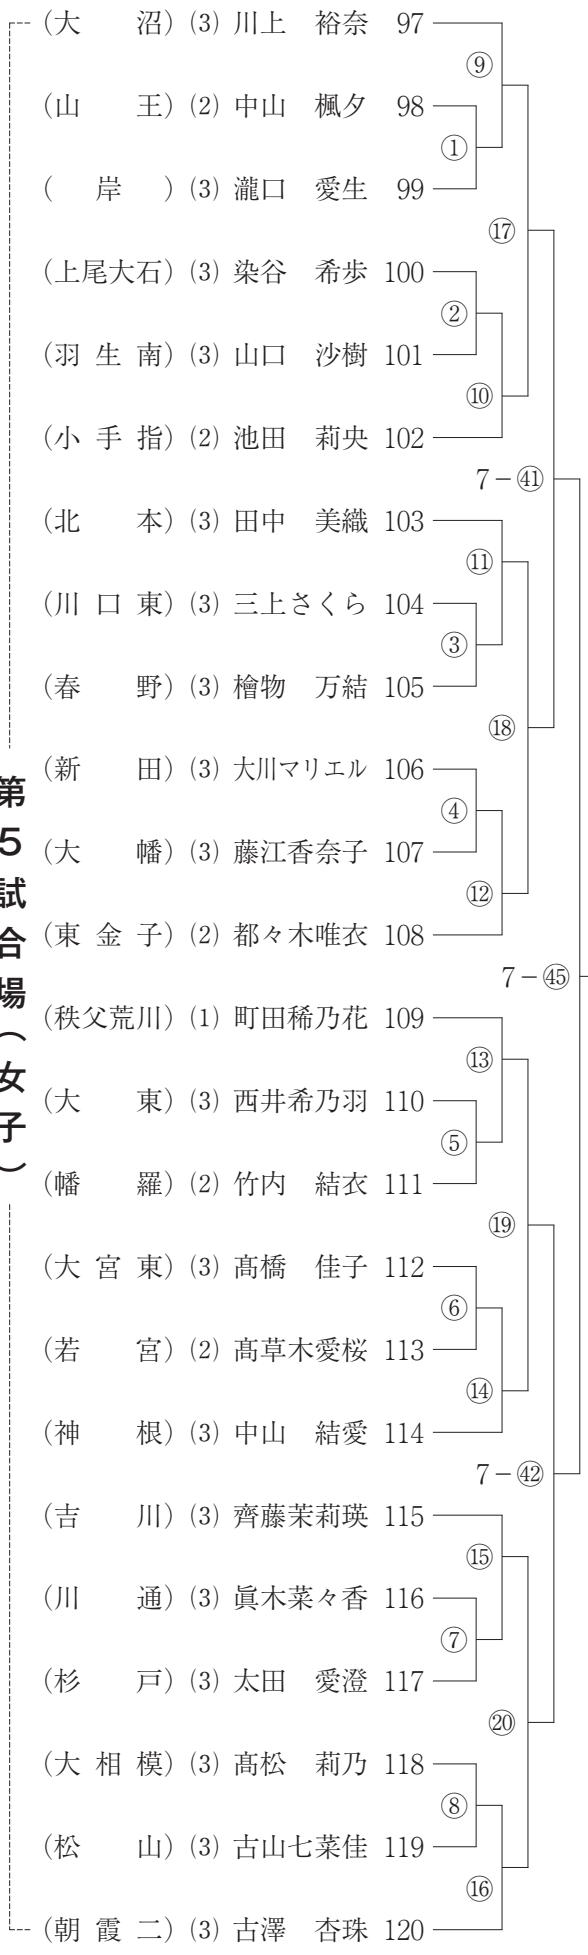 (大沼) (3) 川上 裕奈 97
⑨
(山王) (2) 中山 楓夕 98
①
(岸) (3) 瀧口 愛生 99
⑰
(上尾大石) (3) 染谷 希歩 100
②
(羽生南) (3) 山口 沙樹 101
⑩
(小手指) (2) 池田 莉央 102
7-㊶
(北本) (3) 田中 美織 103
⑪
(川口東) (3) 三上さくら 104
③
(春野) (3) 檜物 万結 105
⑱
(新田) (3) 大川マリエル 106
④
(大幡) (3) 藤江香奈子 107
⑫
(東金子) (2) 都々木唯衣 108
7-㊺
第5試合場(女子)
(秩父荒川) (1) 町田稀乃花 109
⑬
(大東) (3) 西井希乃羽 110
⑤
(幡羅) (2) 竹内 結衣 111
⑲
(大宮東) (3) 髙橋 佳子 112
⑥
(若宮) (2) 髙草木愛桜 113
⑭
(神根) (3) 中山 結愛 114
7-㊷
(吉川) (3) 齊藤茉莉瑛 115
⑮
(川通) (3) 眞木菜々香 116
⑦
(杉戸) (3) 太田 愛澄 117
⑳
(大相模) (3) 髙松 莉乃 118
⑧
(松山) (3) 古山七菜佳 119
⑯
(朝霞二) (3) 古澤 杏珠 120